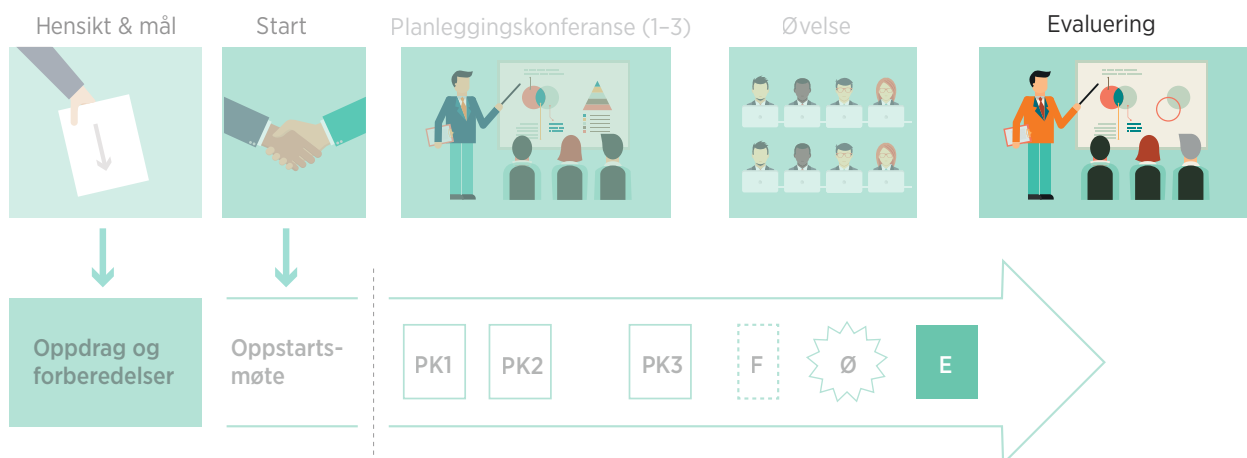 Hensikt & mål
Start
Planleggingskonferanse (1–3)
Øvelse
Evaluering
Oppdrag og
forberedelser
Oppstarts-
møte
PK1
PK2
PK3
F
Ø
E